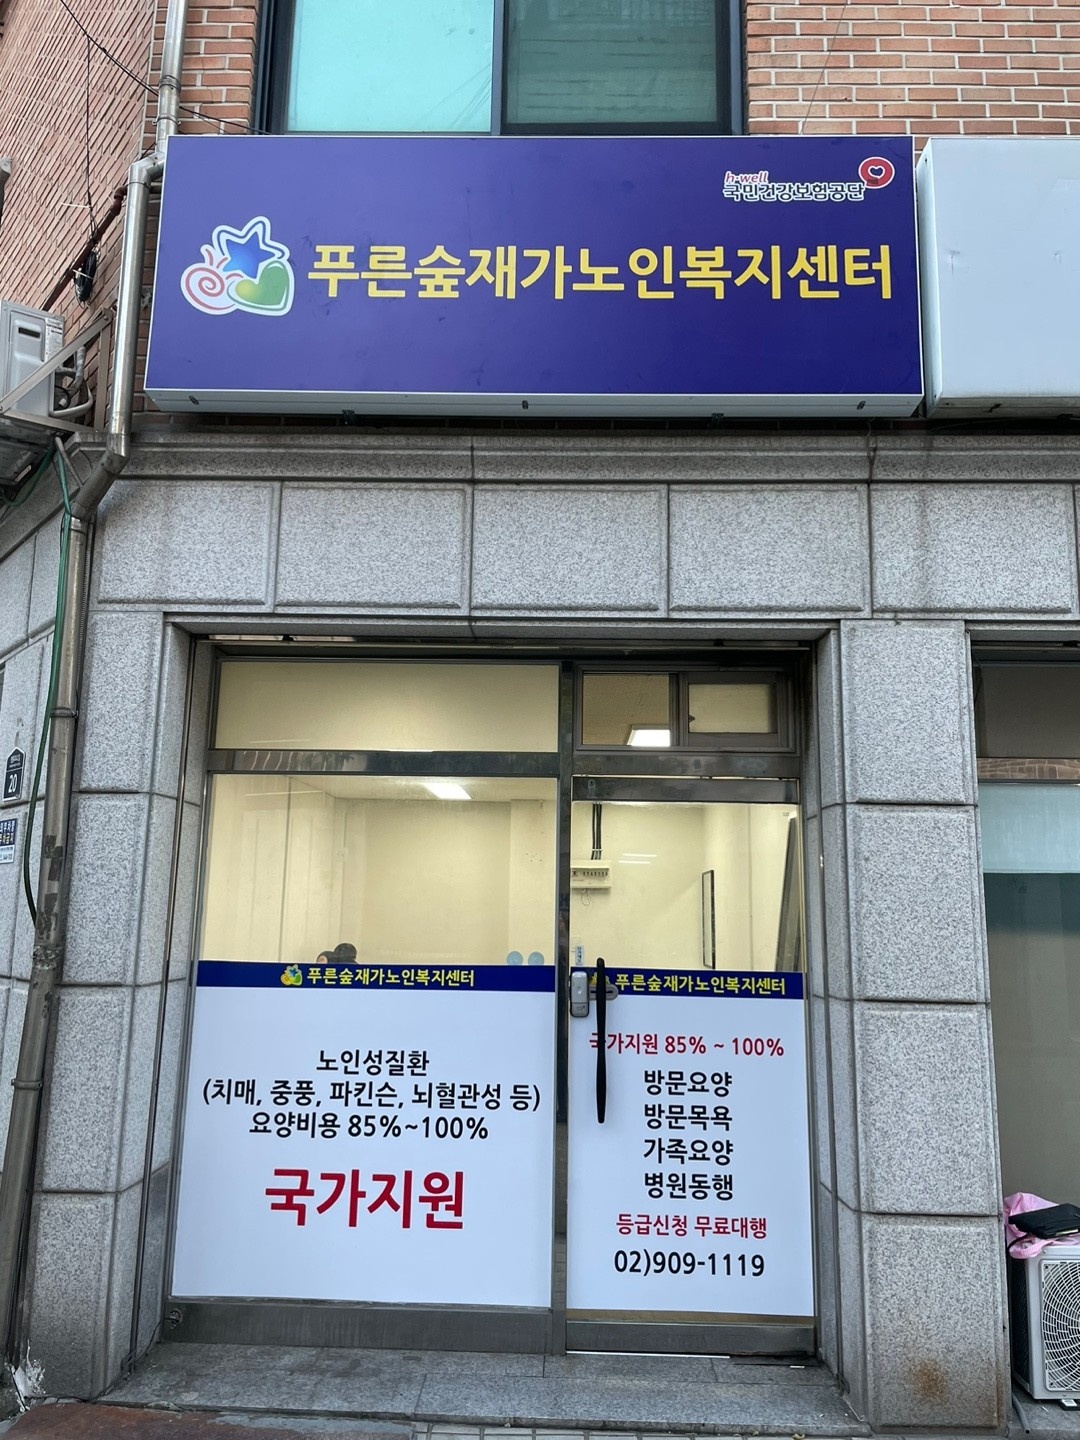 h-well
국민건강보험공단
푸른숲재가노인복지센터
20
푸른숲재가노인복지센터
노인성질환
(치매, 중풍, 파킨슨, 뇌혈관성 등)
요양비용 85%~100%
국가지원
푸른숲재가노인복지센터
국가지원 85% ~ 100%
방문요양
방문목욕
가족요양
병원동행
등급신청 무료대행
02)909-1119